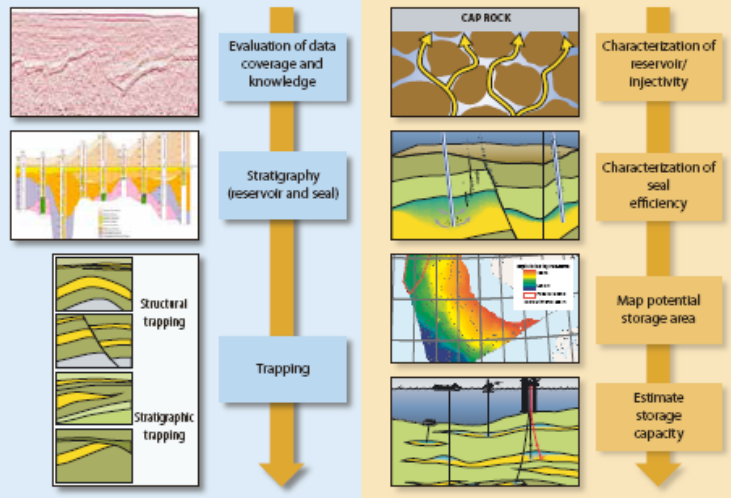 Evaluation of data
coverage and
knowledge
Stratigraphy
(reservoir and seal)
Structural
trapping
Stratigraphic
trapping
Trapping
CAP ROCK
Characterization of
reservoir/
injectivity
Characterization of
seal
efficiency
Map potential
storage area
Estimate
storage
capacity